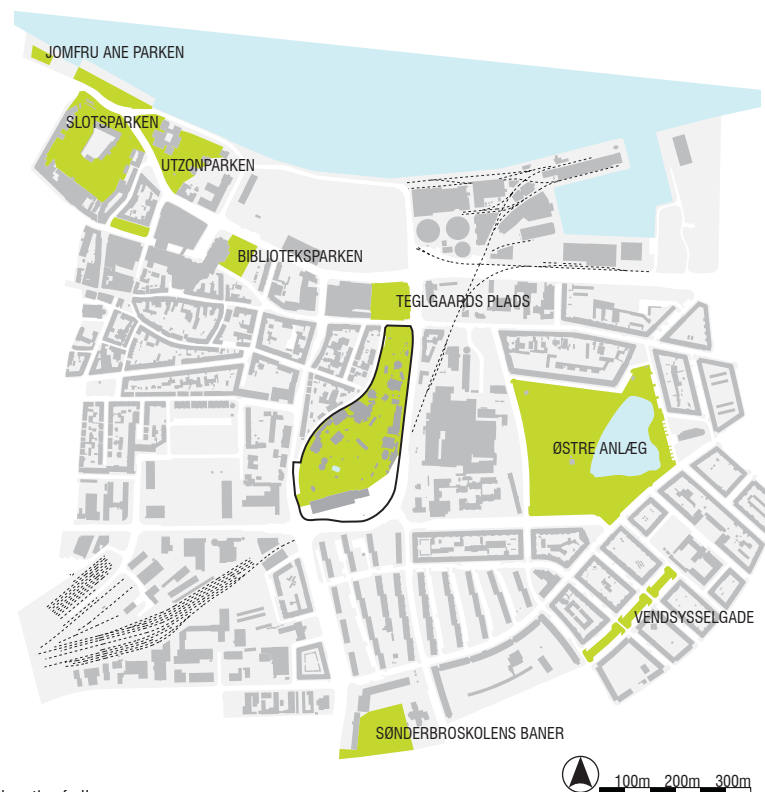 JOMFRU ANE PARKEN
SLOTSPARKEN
UTZONPARKEN
BIBLIOTEKSPARKEN
TEGLGAARDS PLADS
ØSTRE ANLÆG
VENDSYSSELGADE
SØNDERBROSKOLENS BANER
100m 200m 300m